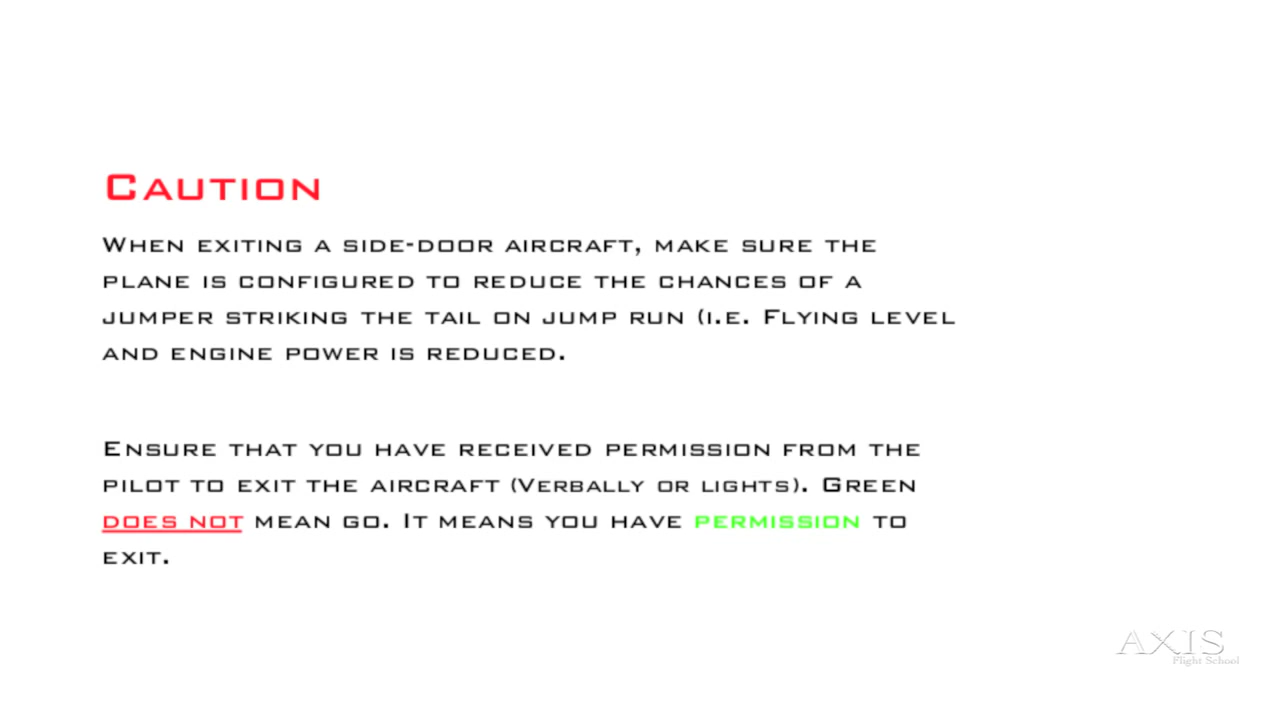 Caution
When exiting a side-door aircraft, make sure the
plane is configured to reduce the chances of a
jumper striking the tail on jump run (i.e. Flying level
and engine power is reduced.
Ensure that you have received permission from the
pilot to exit the aircraft (Verbally or lights). Green
does not mean go. It means you have permission to
exit.
AXIS
Flight School